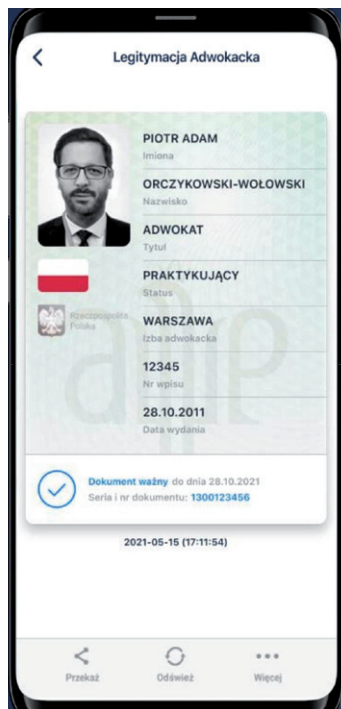 Legitymacja Adwokacka
PIOTR ADAM
Imiona
ORCZYKOWSKI-WOŁOWSKI
Nazwisko
ADWOKAT
Tytuł
PRAKTYKUJĄCY
Status
Rzeczpospolita
Polska
WARSZAWA
Izba adwokacka
12345
Nr wpisu
28.10.2011
Data wydania
Dokument ważny do dnia 28.10.2021
Seria i nr dokumentu: 1300123456
2021-05-15 (17:11:54)
Przekaż
Odśwież
Więcej